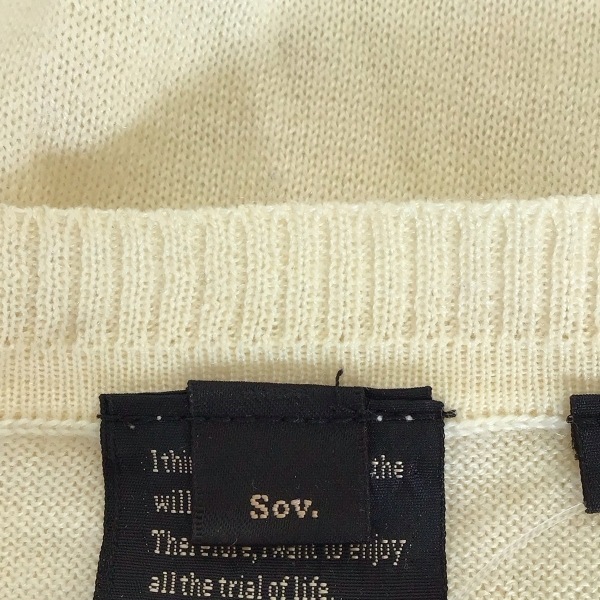 the
will
Sov.
Therefore, I want to enjoy
all the trial of life.